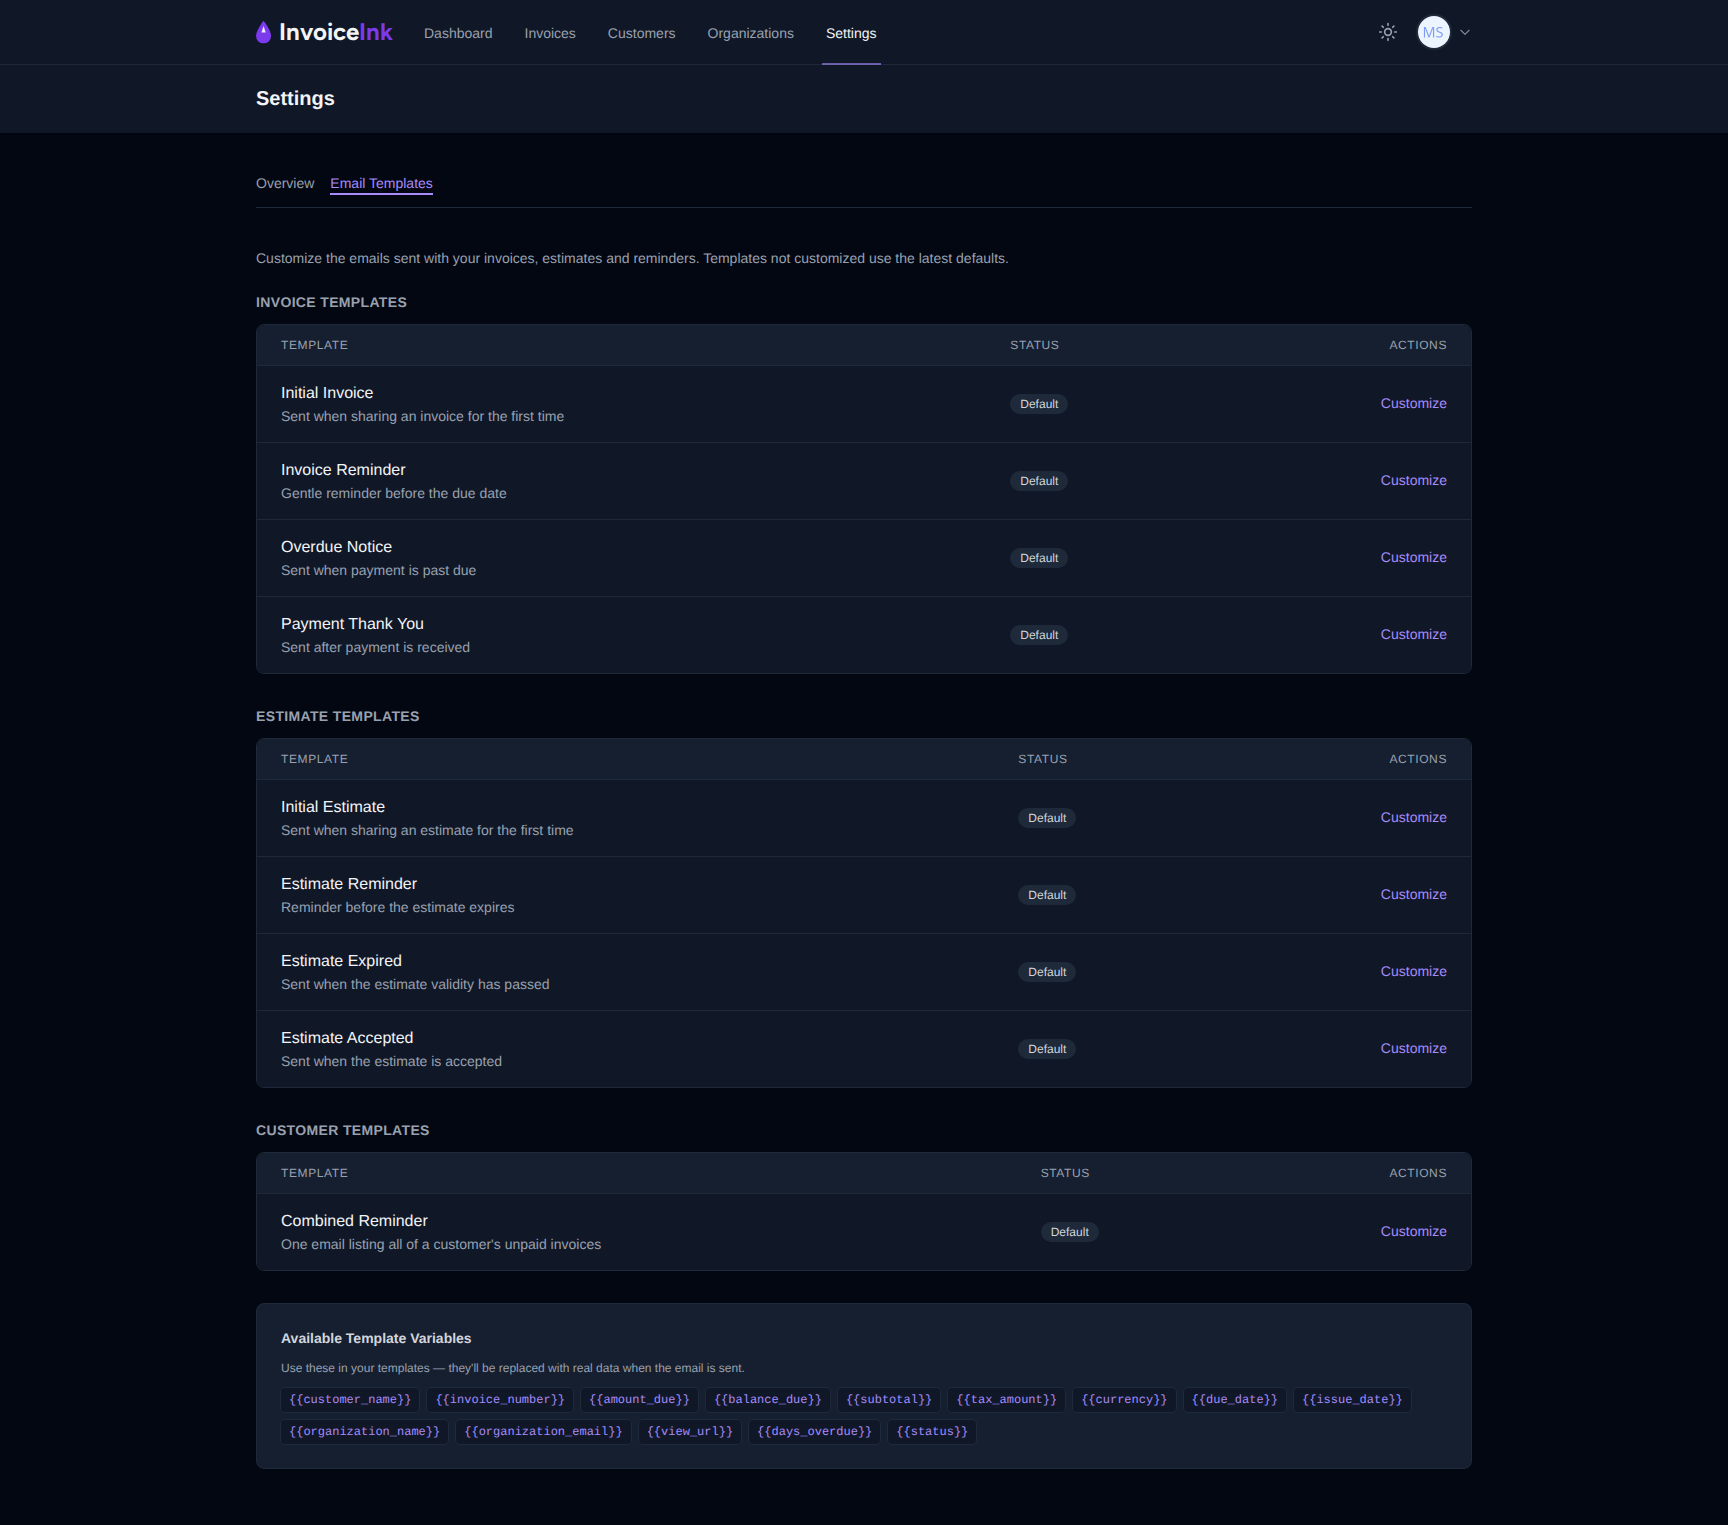 InvoiceInk Dashboard Invoices Customers Organizations Settings MS
Settings
Overview Email Templates
Customize the emails sent with your invoices, estimates and reminders. Templates not customized use the latest defaults.
INVOICE TEMPLATES
TEMPLATE STATUS ACTIONS
Initial Invoice
Sent when sharing an invoice for the first time
Default Customize
Invoice Reminder
Gentle reminder before the due date
Default Customize
Overdue Notice
Sent when payment is past due
Default Customize
Payment Thank You
Sent after payment is received
Default Customize
ESTIMATE TEMPLATES
TEMPLATE STATUS ACTIONS
Initial Estimate
Sent when sharing an estimate for the first time
Default Customize
Estimate Reminder
Reminder before the estimate expires
Default Customize
Estimate Expired
Sent when the estimate validity has passed
Default Customize
Estimate Accepted
Sent when the estimate is accepted
Default Customize
CUSTOMER TEMPLATES
TEMPLATE STATUS ACTIONS
Combined Reminder
One email listing all of a customer's unpaid invoices
Default Customize
Available Template Variables
Use these in your templates — they'll be replaced with real data when the email is sent.
{{customer_name}} {{invoice_number}} {{amount_due}} {{balance_due}} {{subtotal}} {{tax_amount}} {{currency}} {{due_date}} {{issue_date}}
{{organization_name}} {{organization_email}} {{view_url}} {{days_overdue}} {{status}}